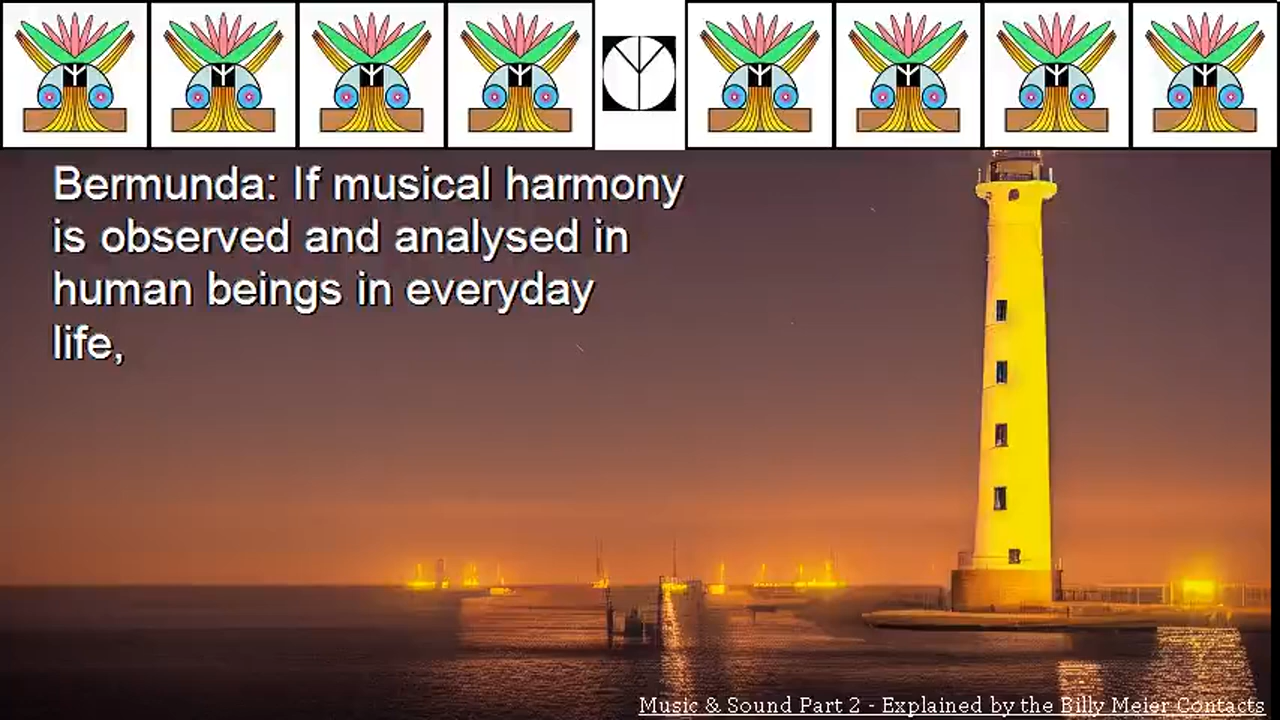 Bermunda: If musical harmony
is observed and analysed in
human beings in everyday
life,
Music & Sound Part 2 - Explained by the Billy Meier Contacts